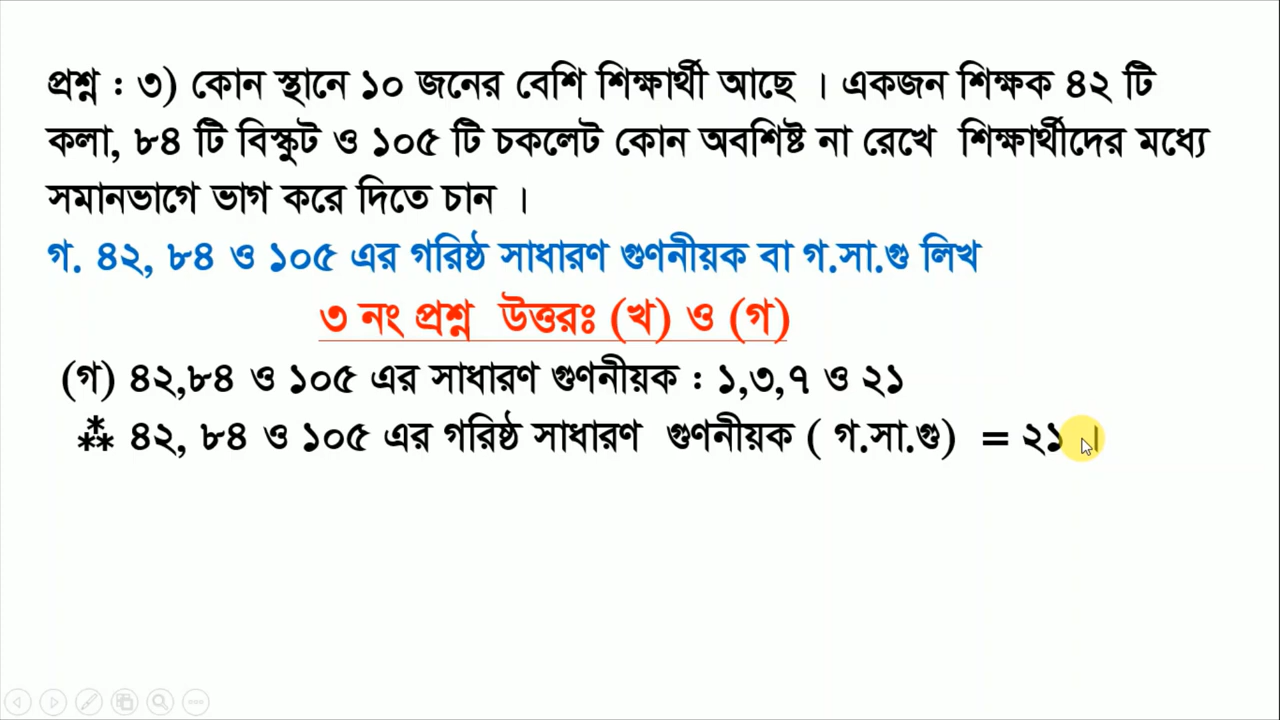 প্রশ্ন : ৩) কোন স্থানে ১০ জনের বেশি শিক্ষার্থী আছে । একজন শিক্ষক ৪২ টি
কলা, ৮৪ টি বিস্কুট ও ১০৫ টি চকলেট কোন অবশিষ্ট না রেখে শিক্ষার্থীদের মধ্যে
সমানভাগে ভাগ করে দিতে চান ।
গ. ৪২, ৮৪ ও ১০৫ এর গরিষ্ঠ সাধারণ গুণনীয়ক বা গ.সা.গু লিখ
৩ নং প্রশ্ন উত্তরঃ (খ) ও (গ)
(গ) ৪২,৮৪ ও ১০৫ এর সাধারণ গুণনীয়ক : ১,৩,৭ ও ২১
⁂ ৪২, ৮৪ ও ১০৫ এর গরিষ্ঠ সাধারণ গুণনীয়ক ( গ.সা.গু) = ২১ ।